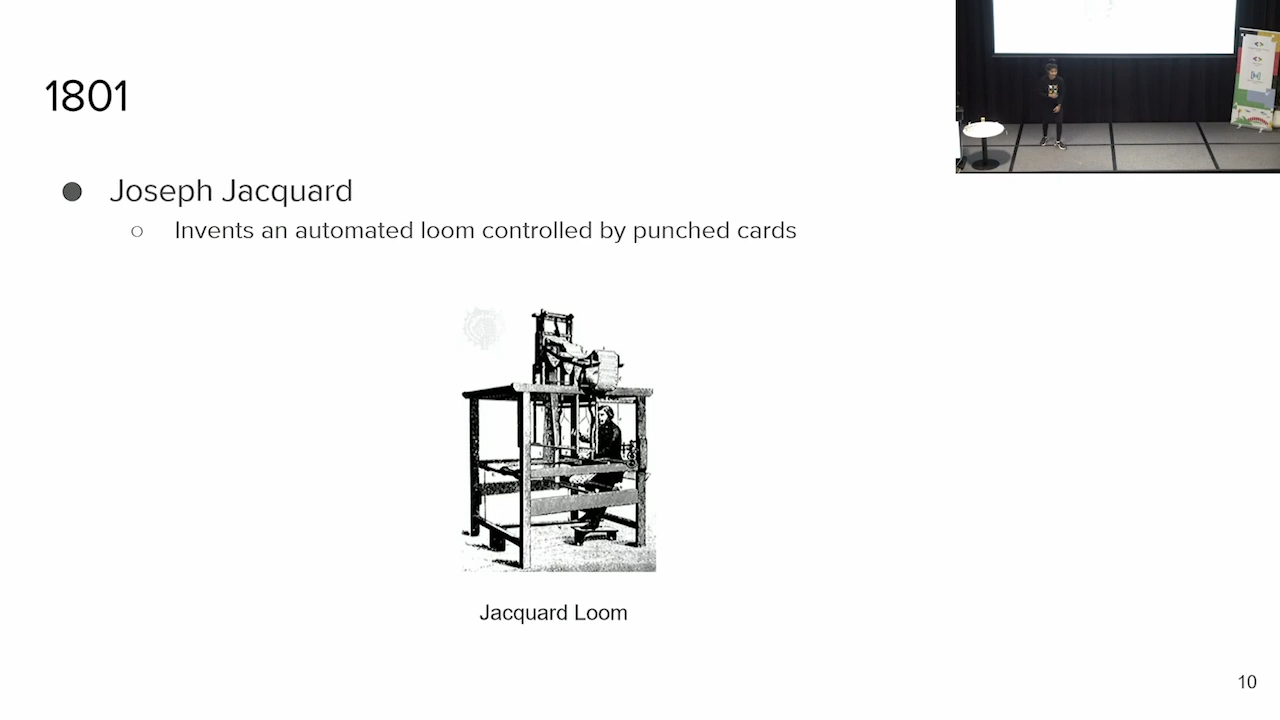 1801
● Joseph Jacquard
○ Invents an automated loom controlled by punched cards
Jacquard Loom
10